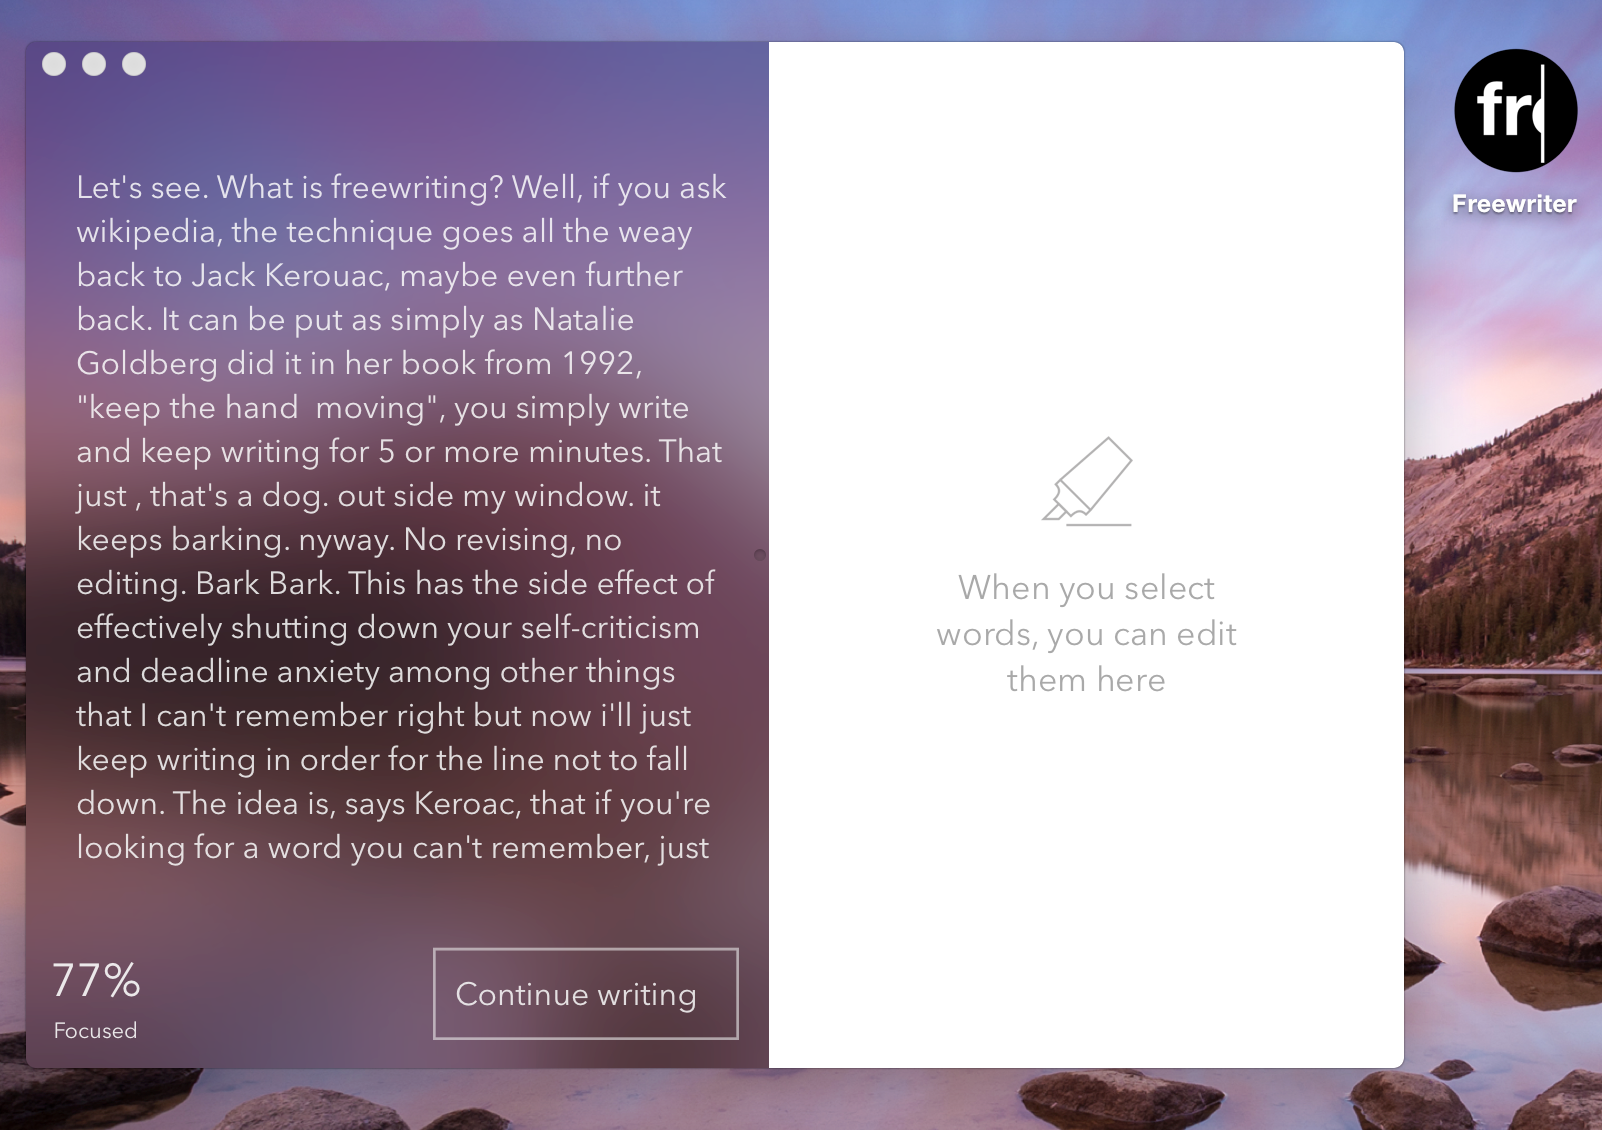 Let's see. What is freewriting? Well, if you ask
wikipedia, the technique goes all the weay
back to Jack Kerouac, maybe even further
back. It can be put as simply as Natalie
Goldberg did it in her book from 1992,
"keep the hand  moving", you simply write
and keep writing for 5 or more minutes. That
just , that's a dog. out side my window. it
keeps barking. nyway. No revising, no
editing. Bark Bark. This has the side effect of
effectively shutting down your self-criticism
and deadline anxiety among other things
that I can't remember right but now i'll just
keep writing in order for the line not to fall
down. The idea is, says Keroac, that if you're
looking for a word you can't remember, just
77%
Focused
Continue writing
When you select
words, you can edit
them here
fre
Freewriter